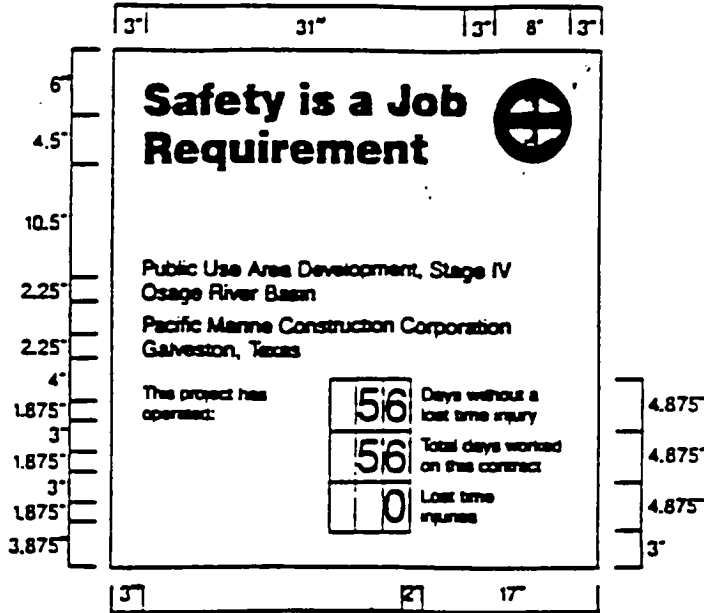 3" 31" 3" 8" 3"
6"
4.5"
10.5"
2.25"
2.25"
4"
1.875"
3"
1.875"
3"
1.875"
3.875"
Safety is a Job
Requirement
Public Use Area Development, Stage IV
Osage River Basin
Pacific Marine Construction Corporation
Galveston, Texas
This project has
operated:
56 Days without a
lost time injury
56 Total days worked
on this contract
0 Lost time
injuries
4.875"
4.875"
4.875"
3"
3" 2" 17"